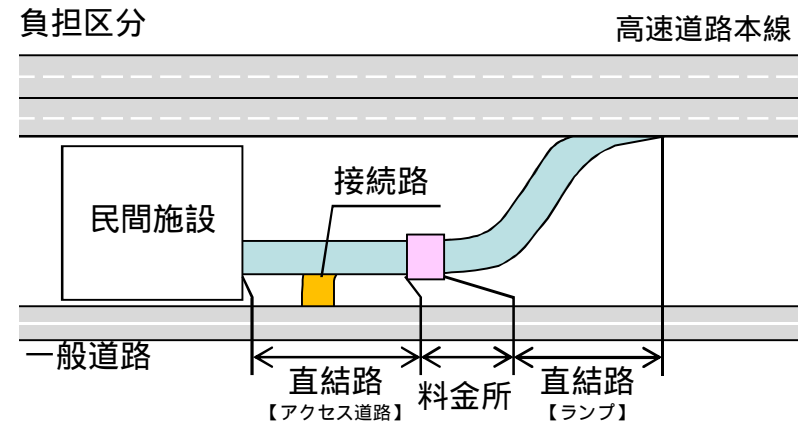 負担区分
高速道路本線
接続路
民間施設
一般道路
直結路
【アクセス道路】
料金所
直結路
【ランプ】